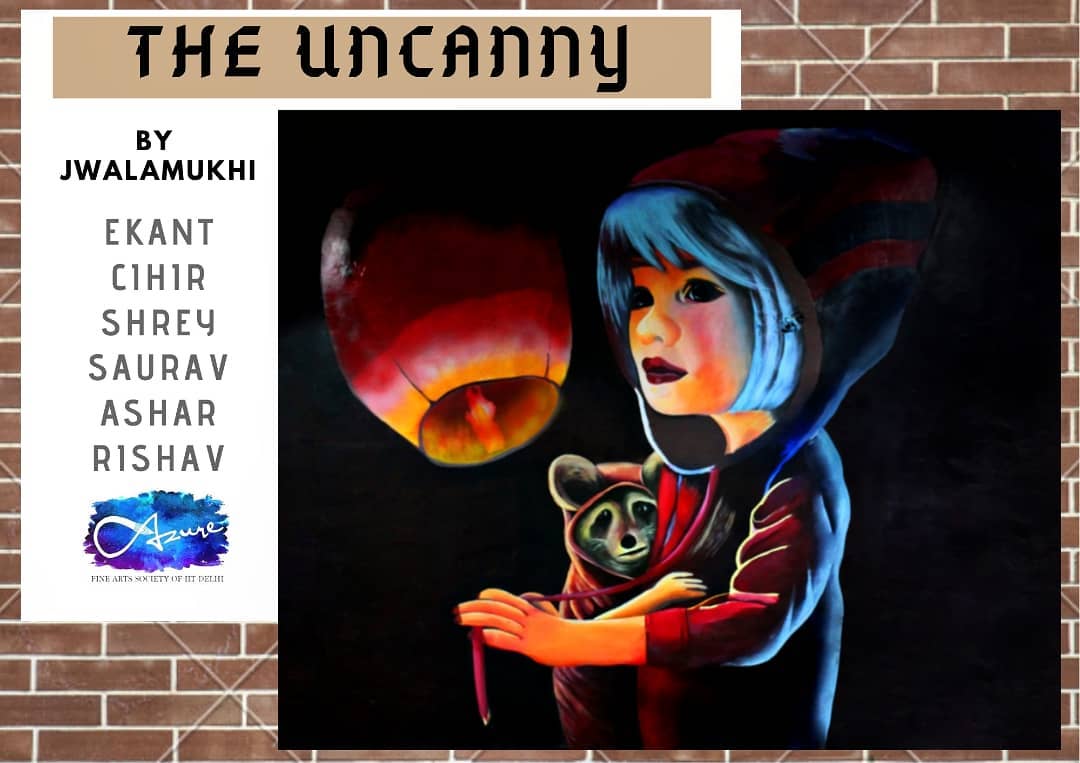 THE UNCANNY
BY
JWALAMUKHI
EKANT
CIHIR
SHREY
SAURAV
ASHAR
RISHAV
Azure
FINE ARTS SOCIETY OF IIT-DELHI